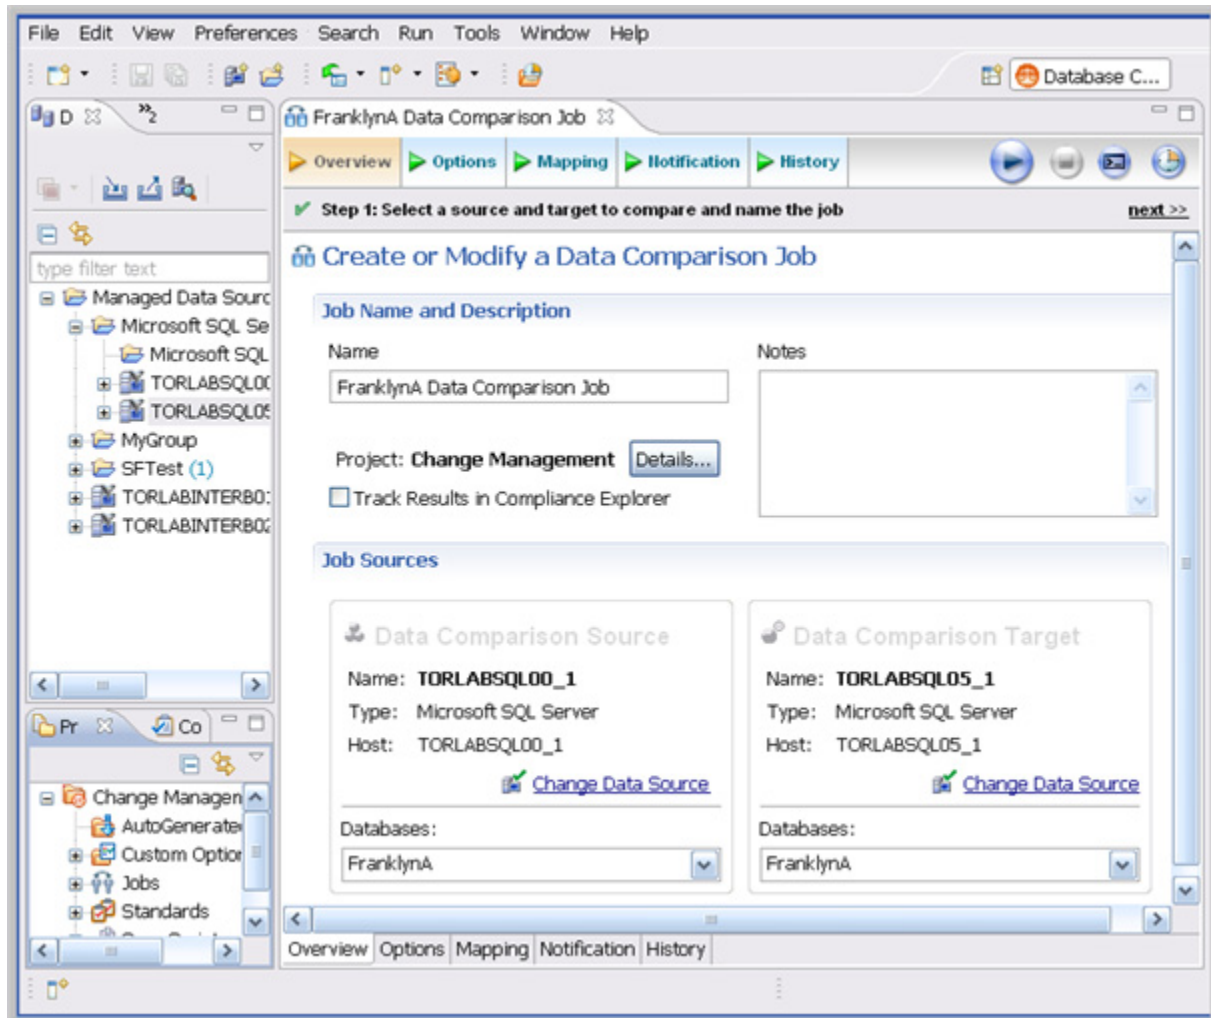 File Edit View Preferences Search Run Tools Window Help
Database C...
D
»2
FranklynA Data Comparison Job
Overview Options Mapping Notification History
Step 1: Select a source and target to compare and name the job
next >>
type filter text
Managed Data Sourc
Microsoft SQL Se
Microsoft SQL
TORLABSQL00
TORLABSQL05
MyGroup
SFTest (1)
TORLABINTERB01
TORLABINTERB02
Create or Modify a Data Comparison Job
Job Name and Description
Name
Notes
FranklynA Data Comparison Job
Project: Change Management Details...
Track Results in Compliance Explorer
Job Sources
Data Comparison Source
Name: TORLABSQL00_1
Type: Microsoft SQL Server
Host: TORLABSQL00_1
Change Data Source
Databases:
FranklynA
Data Comparison Target
Name: TORLABSQL05_1
Type: Microsoft SQL Server
Host: TORLABSQL05_1
Change Data Source
Databases:
FranklynA
Pr
Co
Change Managen
AutoGenerate
Custom Option
Jobs
Standards
Overview Options Mapping Notification History